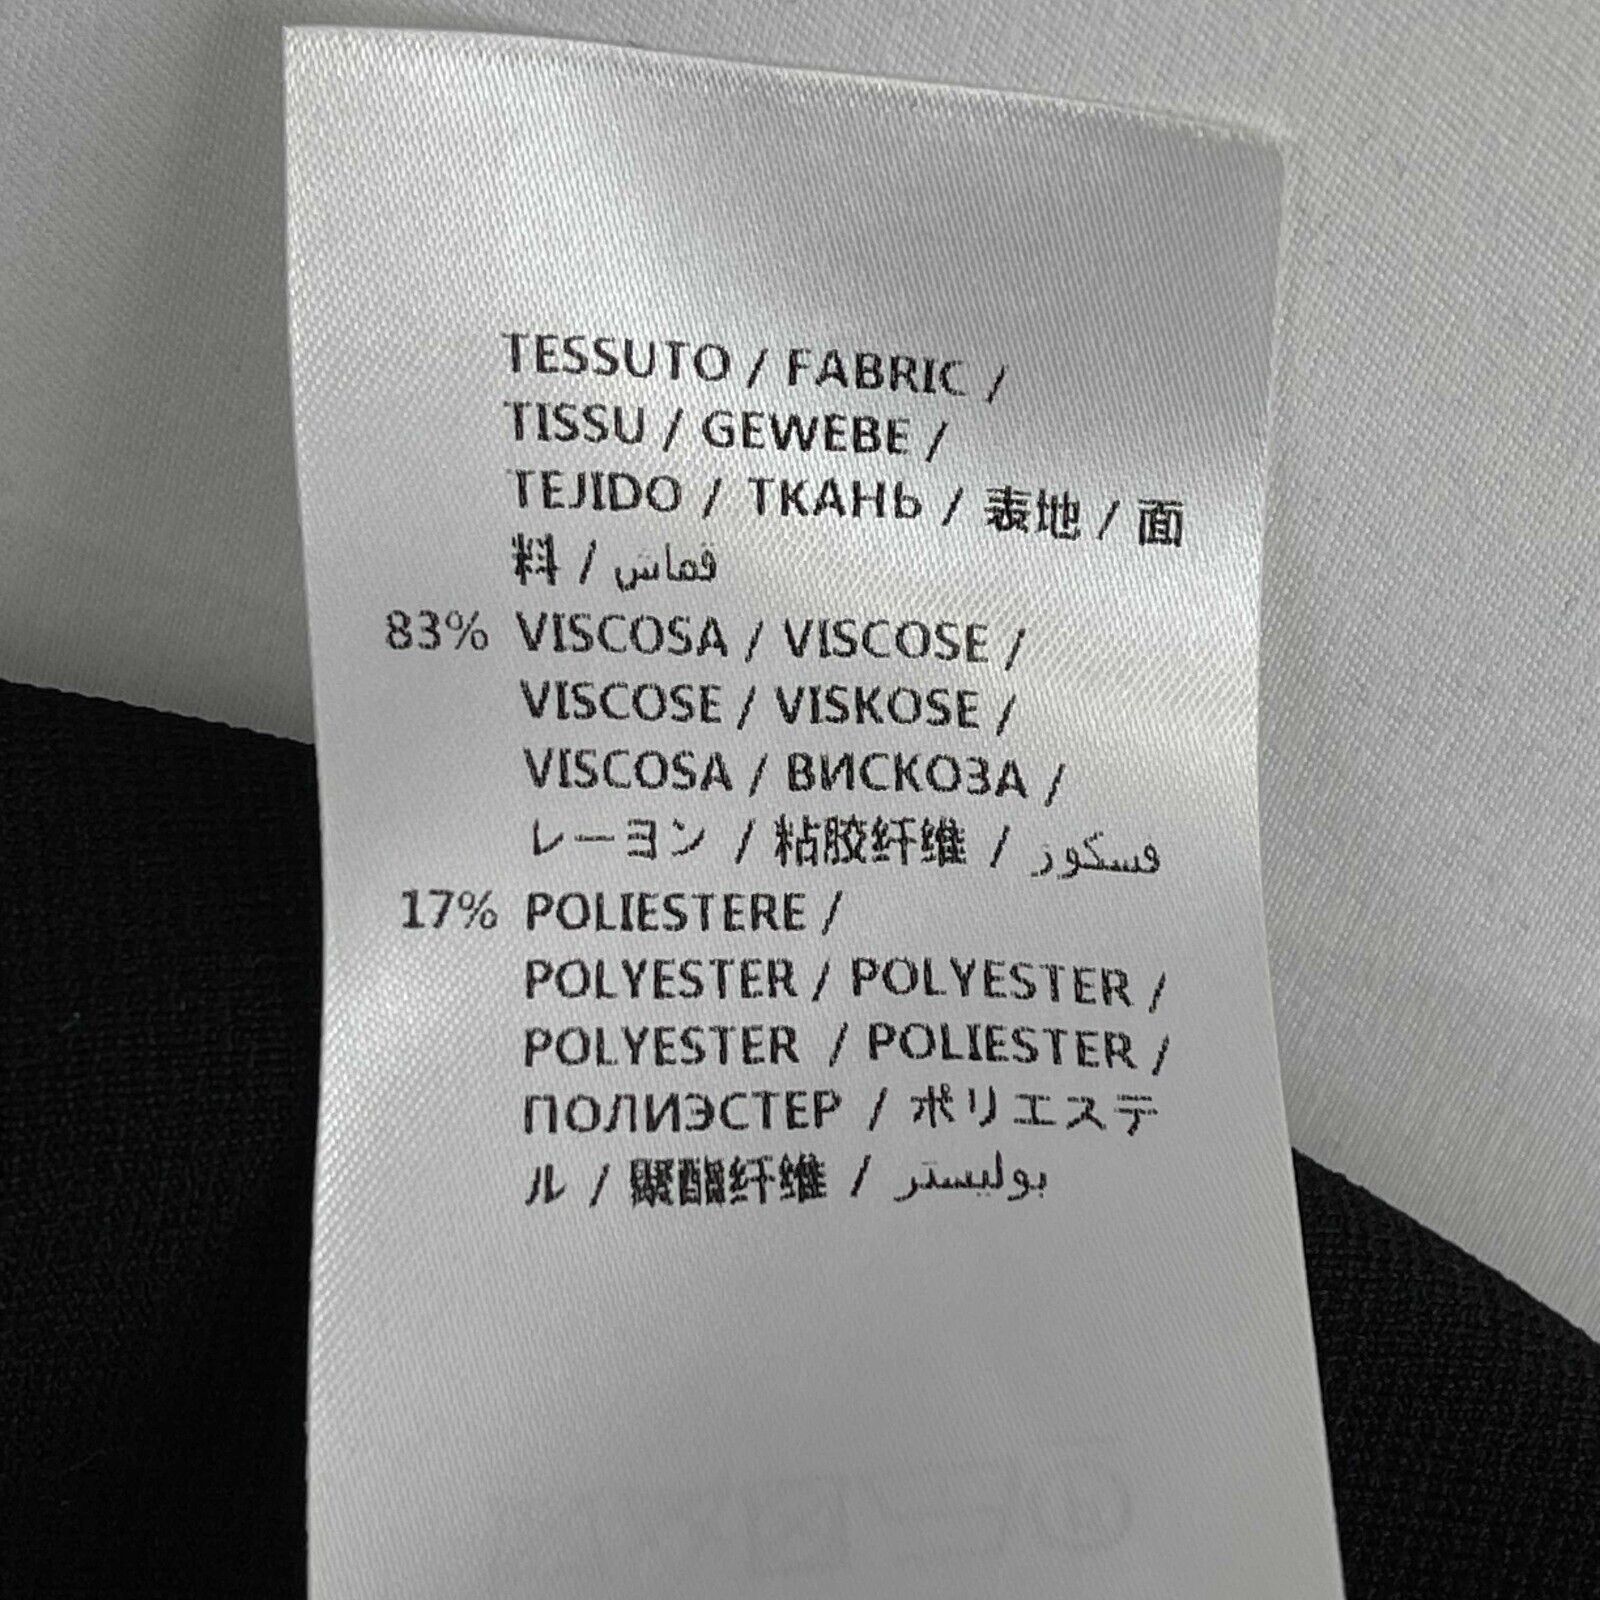 TESSUTO / FABRIC /
TISSU / GEWEBE /
TEJIDO / ТКАНЬ / 表地 / 面
料 / قماش
83% VISCOSA / VISCOSE /
VISCOSE / VISKOSE /
VISCOSA / ВИСКОЗА /
レーヨン / 粘胶纤维 / فسكوز
17% POLIESTERE /
POLYESTER / POLYESTER /
POLYESTER / POLIESTER /
ПОЛИЭСТЕР / ポリエステ
ル / 聚酯纤维 / بوليستر